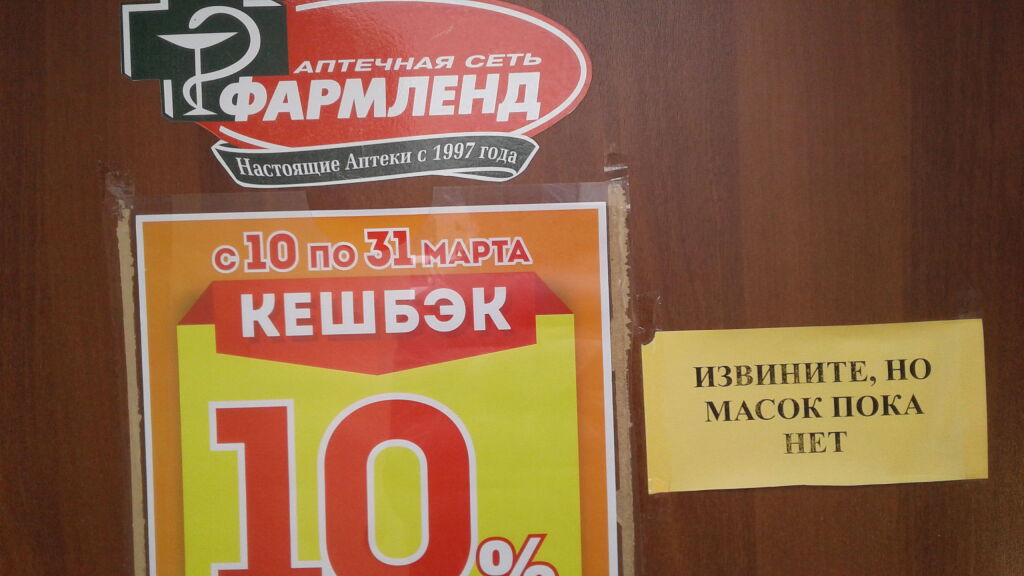 АПТЕЧНАЯ СЕТЬ
ФАРМЛЕНД
Настоящие Аптеки с 1997 года
С 10 ПО 31 МАРТА
КЕШБЭК
10%
ИЗВИНИТЕ, НО
МАСОК ПОКА
НЕТ